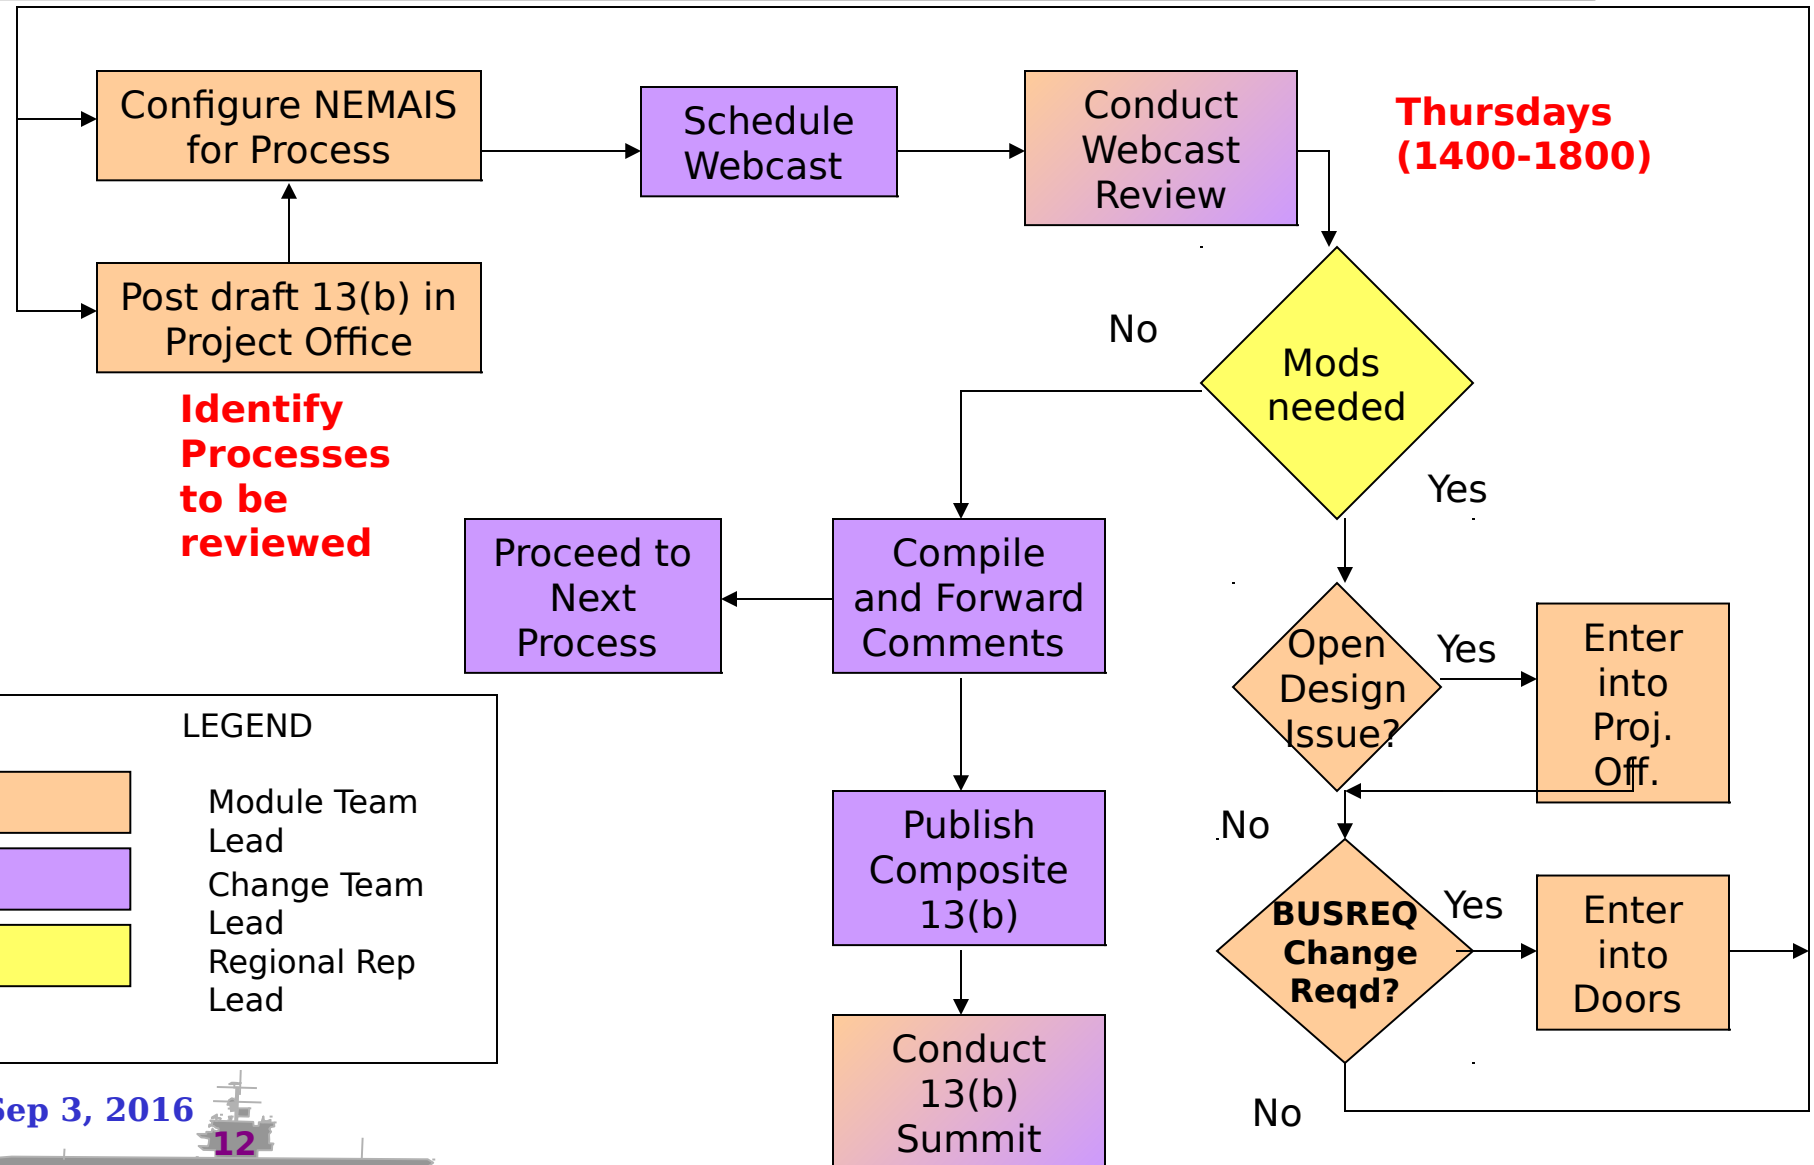 Configure NEMAIS
for Process
Schedule
Webcast
Conduct
Webcast
Review
Thursdays
(1400-1800)
Post draft 13(b) in
Project Office
Identify
Processes
to be
reviewed
No
Mods
needed
Yes
Proceed to
Next
Process
Compile
and Forward
Comments
Open
Design
Issue?
Yes
Enter
into
Proj.
Off.
LEGEND
Module Team
Lead
Change Team
Lead
Regional Rep
Lead
Publish
Composite
13(b)
No
BUSREQ
Change
Reqd?
Yes
Enter
into
Doors
Conduct
13(b)
Summit
No
Sep 3, 2016
12